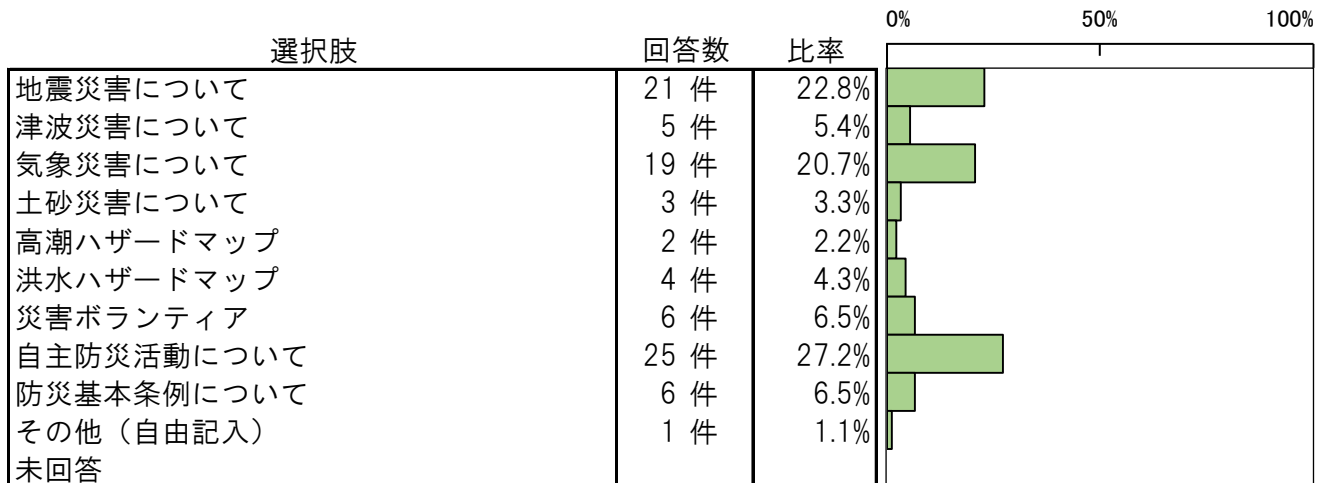 0% 50% 100%
選択肢 回答数 比率
地震災害について 21 件 22.8%
津波災害について 5 件 5.4%
気象災害について 19 件 20.7%
土砂災害について 3 件 3.3%
高潮ハザードマップ 2 件 2.2%
洪水ハザードマップ 4 件 4.3%
災害ボランティア 6 件 6.5%
自主防災活動について 25 件 27.2%
防災基本条例について 6 件 6.5%
その他（自由記入） 1 件 1.1%
未回答